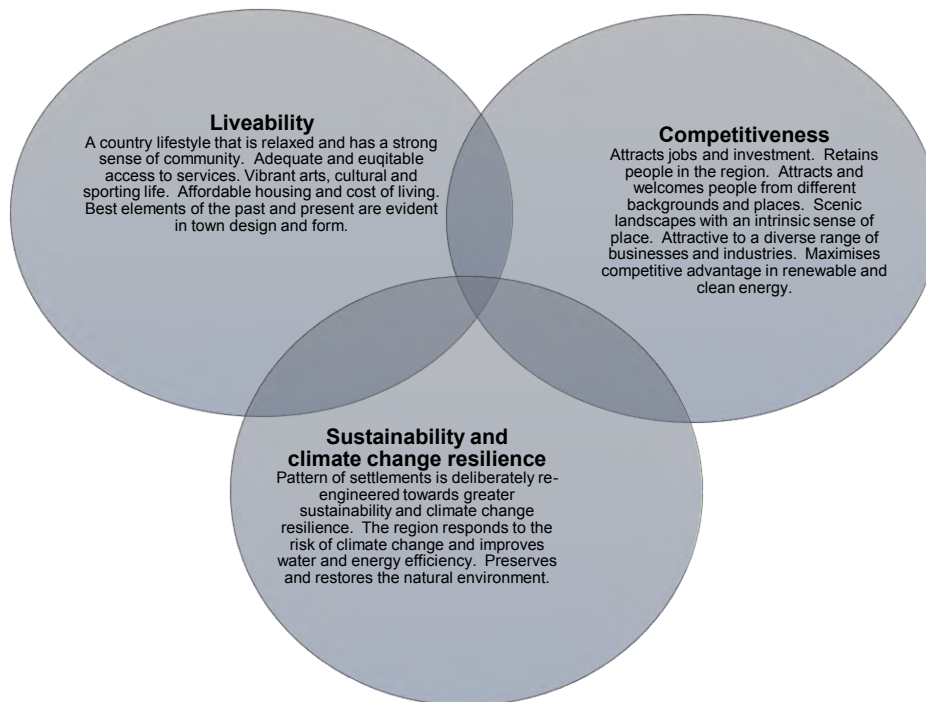 Liveability
A country lifestyle that is relaxed and has a strong
sense of community. Adequate and euqitable
access to services. Vibrant arts, cultural and
sporting life. Affordable housing and cost of living.
Best elements of the past and present are evident
in town design and form.
Competitiveness
Attracts jobs and investment. Retains
people in the region. Attracts and
welcomes people from different
backgrounds and places. Scenic
landscapes with an intrinsic sense of
place. Attractive to a diverse range of
businesses and industries. Maximises
competitive advantage in renewable and
clean energy.
Sustainability and
climate change resilience
Pattern of settlements is deliberately re-
engineered towards greater
sustainability and climate change
resilience. The region responds to the
risk of climate change and improves
water and energy efficiency. Preserves
and restores the natural environment.